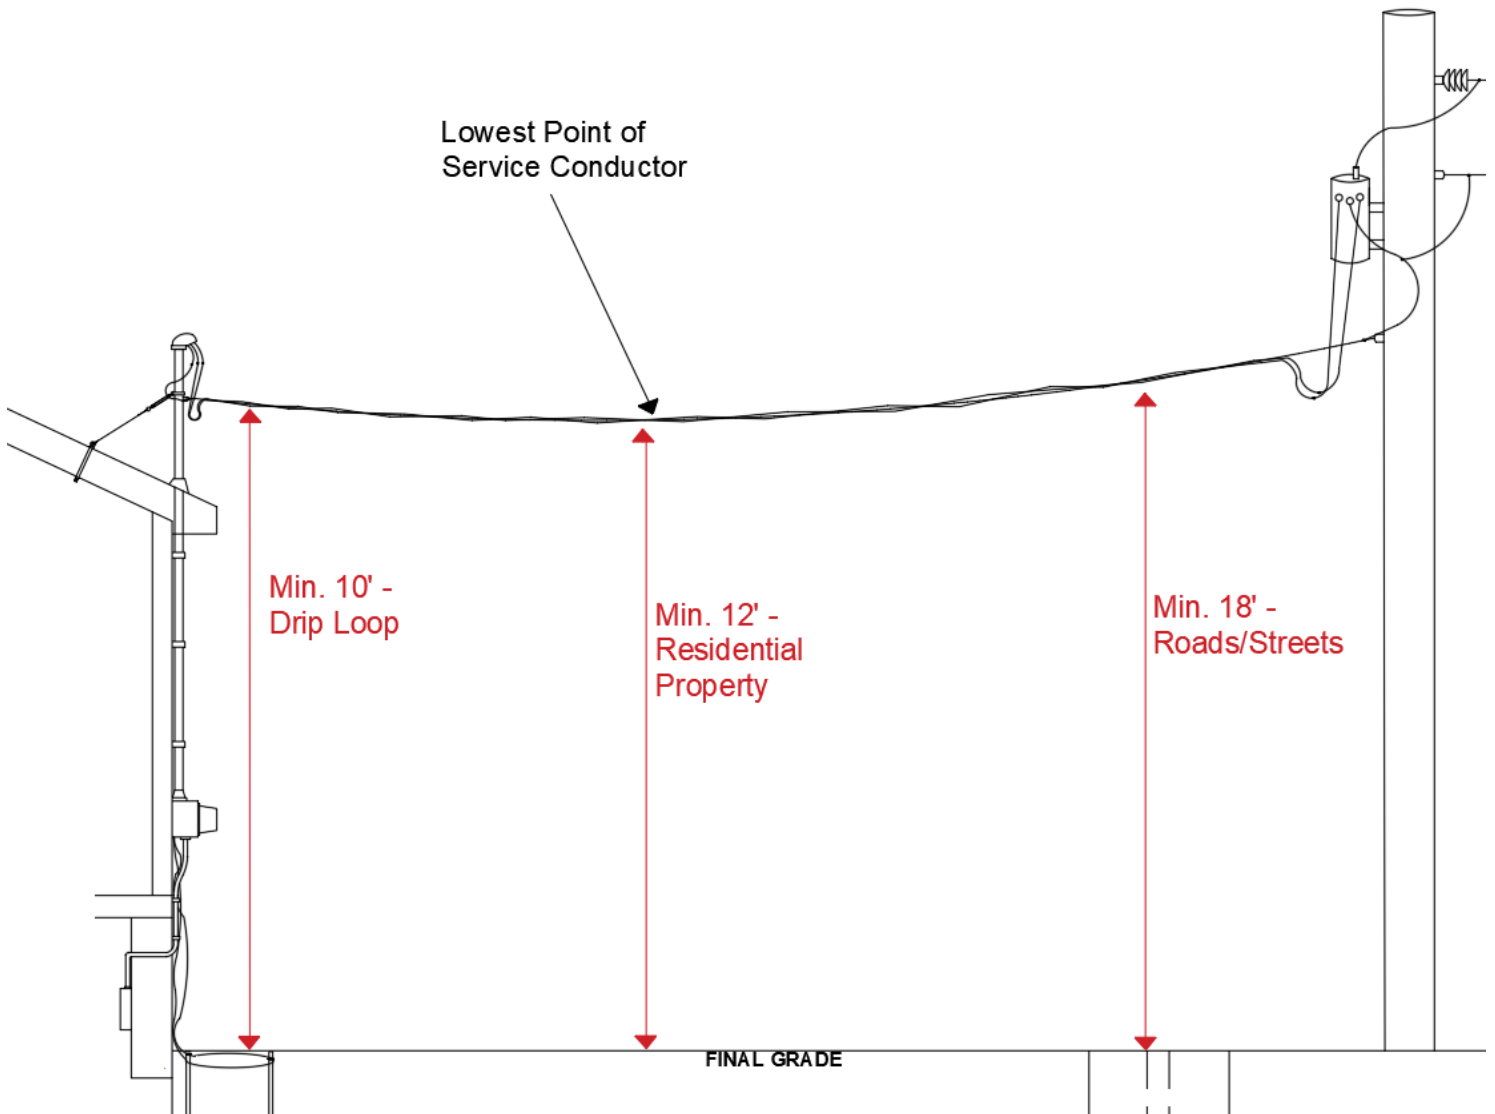 Lowest Point of
Service Conductor
Min. 10' -
Drip Loop
Min. 12' -
Residential
Property
Min. 18' -
Roads/Streets
FINAL GRADE